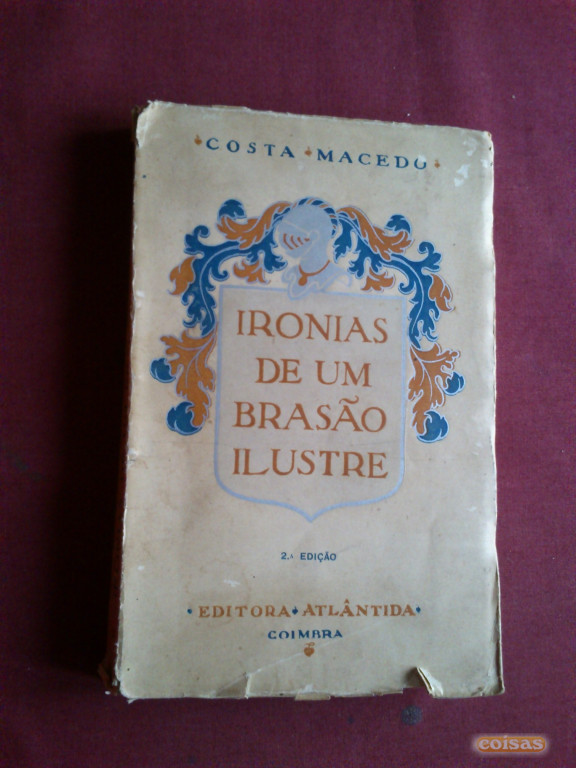 COSTA MACEDO
IRONIAS
DE UM
BRASÃO
ILUSTRE
2.ª EDIÇÃO
EDITORA ATLÂNTIDA
COIMBRA
coisas